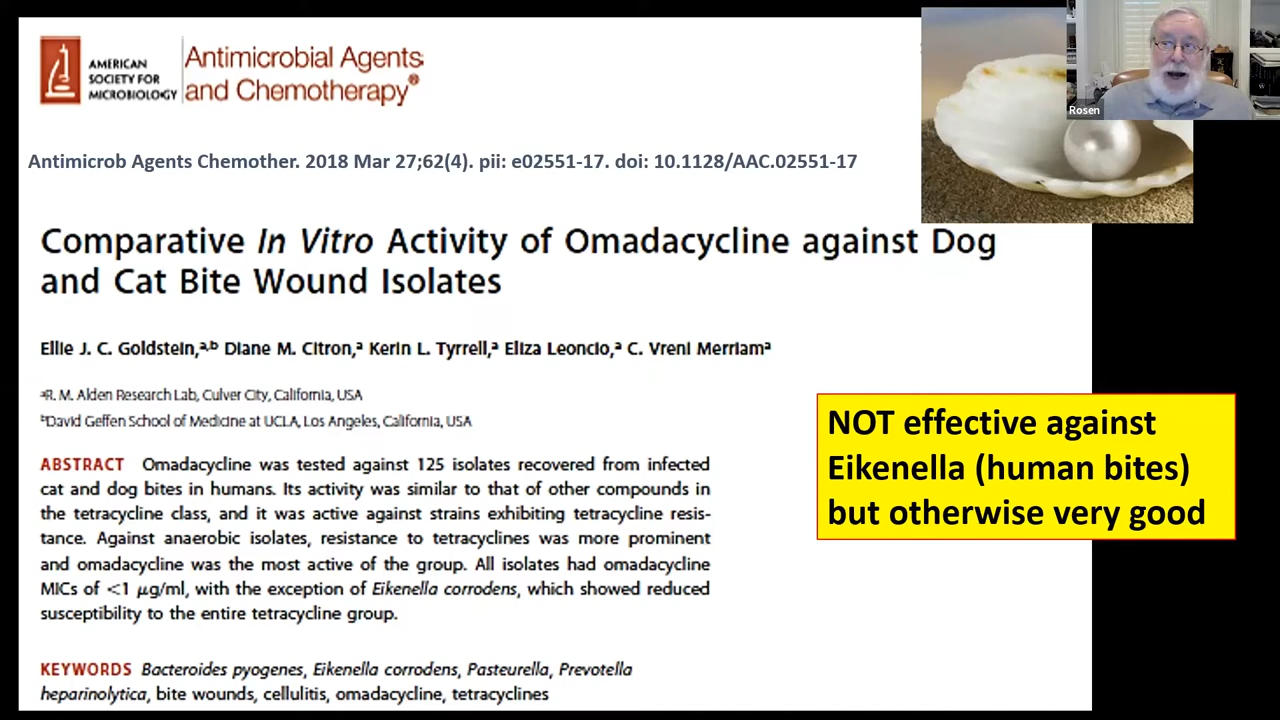 AMERICAN
SOCIETY FOR
MICROBIOLOGY
Antimicrobial Agents
and Chemotherapy®
Rosen
Antimicrob Agents Chemother. 2018 Mar 27;62(4). pii: e02551-17. doi: 10.1128/AAC.02551-17
Comparative In Vitro Activity of Omadacycline against Dog
and Cat Bite Wound Isolates
Ellie J. C. Goldstein,a,b Diane M. Citron,a Kerin L. Tyrrell,a Eliza Leoncio,a C. Vreni Merriama
aR. M. Alden Research Lab, Culver City, California, USA
bDavid Geffen School of Medicine at UCLA, Los Angeles, California, USA
ABSTRACT Omadacycline was tested against 125 isolates recovered from infected
cat and dog bites in humans. Its activity was similar to that of other compounds in
the tetracycline class, and it was active against strains exhibiting tetracycline resis-
tance. Against anaerobic isolates, resistance to tetracyclines was more prominent
and omadacycline was the most active of the group. All isolates had omadacycline
MICs of <1 μg/ml, with the exception of Eikenella corrodens, which showed reduced
susceptibility to the entire tetracycline group.
KEYWORDS Bacteroides pyogenes, Eikenella corrodens, Pasteurella, Prevotella
heparinolytica, bite wounds, cellulitis, omadacycline, tetracyclines
NOT effective against
Eikenella (human bites)
but otherwise very good